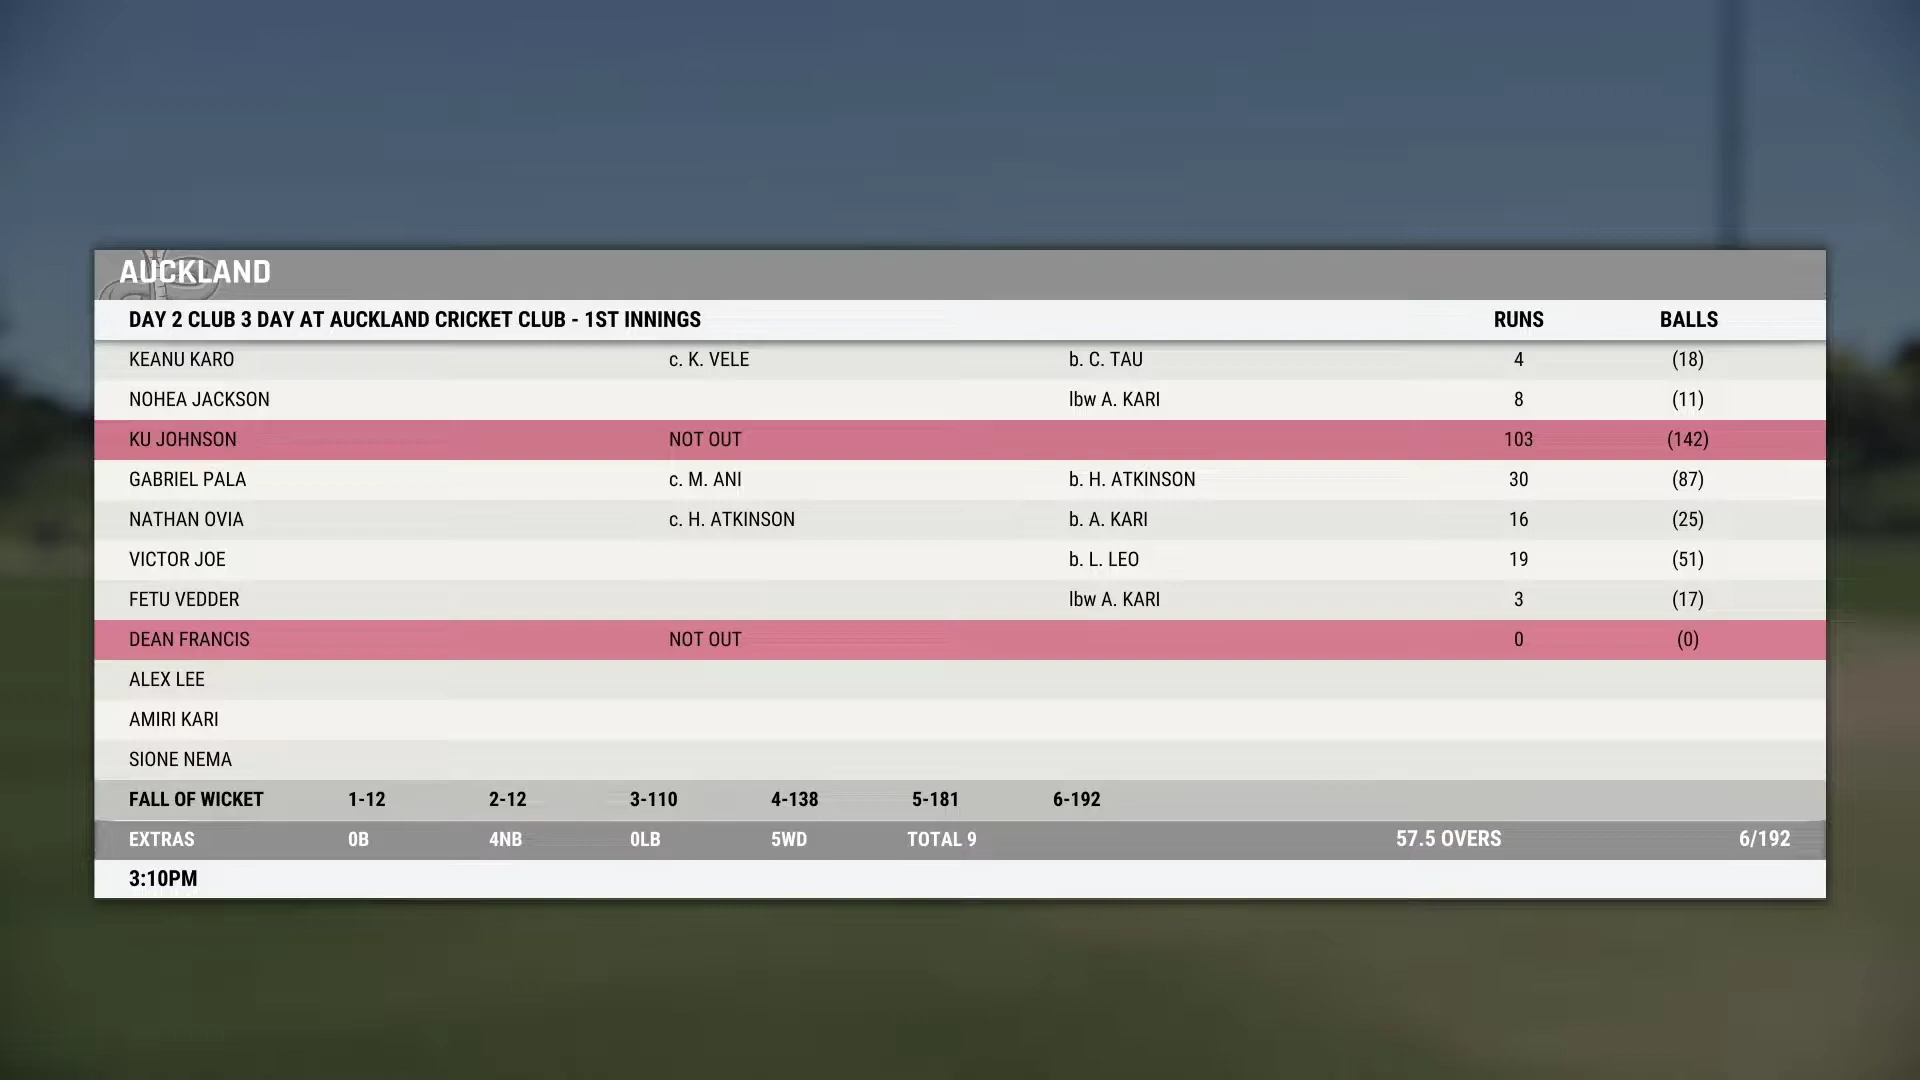 AUCKLAND
DAY 2 CLUB 3 DAY AT AUCKLAND CRICKET CLUB - 1ST INNINGS RUNS BALLS
KEANU KARO c. K. VELE b. C. TAU 4 (18)
NOHEA JACKSON lbw A. KARI 8 (11)
KU JOHNSON NOT OUT 103 (142)
GABRIEL PALA c. M. ANI b. H. ATKINSON 30 (87)
NATHAN OVIA c. H. ATKINSON b. A. KARI 16 (25)
VICTOR JOE b. L. LEO 19 (51)
FETU VEDDER lbw A. KARI 3 (17)
DEAN FRANCIS NOT OUT 0 (0)
ALEX LEE
AMIRI KARI
SIONE NEMA
FALL OF WICKET 1-12 2-12 3-110 4-138 5-181 6-192
EXTRAS 0B 4NB 0LB 5WD TOTAL 9 57.5 OVERS 6/192
3:10PM